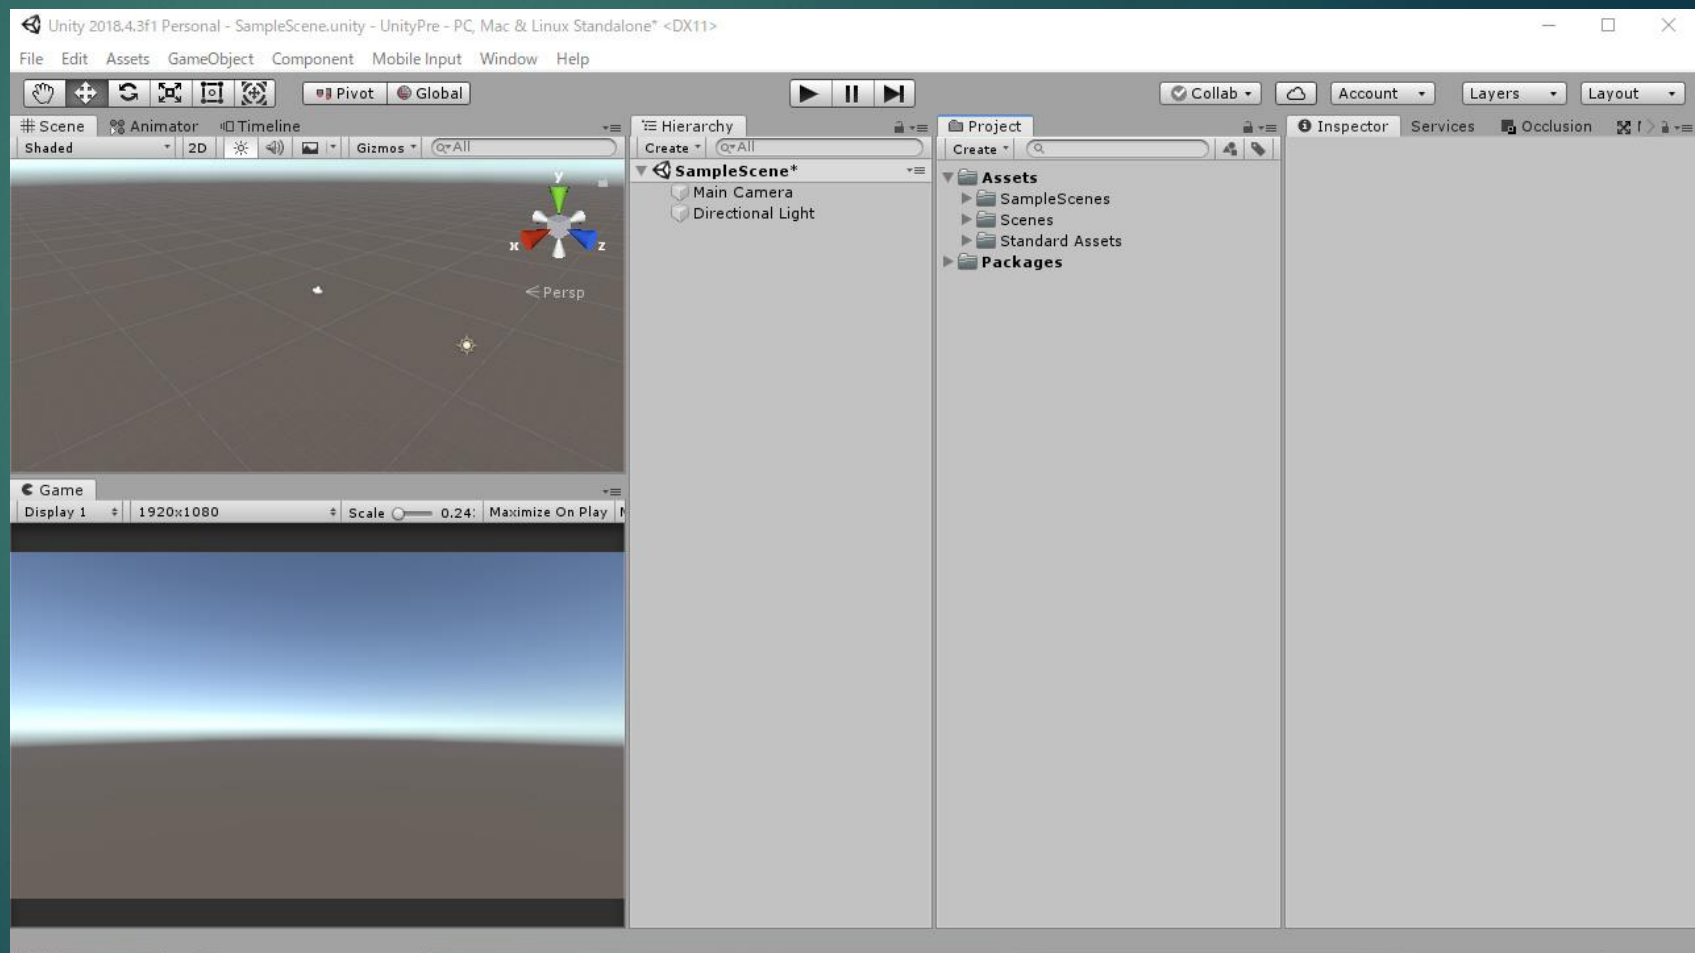 Unity 2018.4.3f1 Personal - SampleScene.unity - UnityPre - PC, Mac & Linux Standalone* <DX11>
File Edit Assets GameObject Component Mobile Input Window Help
Pivot Global Collab Account Layers Layout
Scene Animator Timeline
Shaded 2D Gizmos All
y
x z
Persp
Game
Display 1 1920x1080 Scale 0.24 Maximize On Play
Hierarchy
Create All
SampleScene*
Main Camera
Directional Light
Project
Create
Assets
SampleScenes
Scenes
Standard Assets
Packages
Inspector Services Occlusion